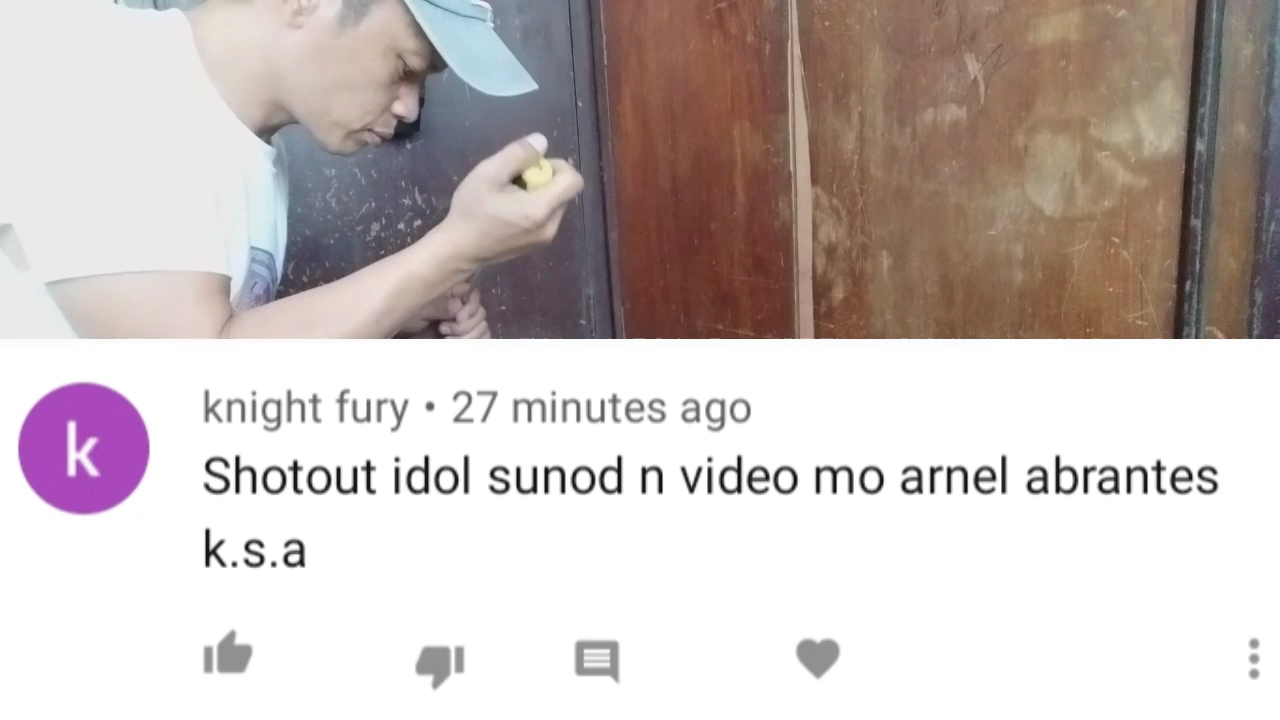 k
knight fury • 27 minutes ago
Shotout idol sunod n video mo arnel abrantes
k.s.a